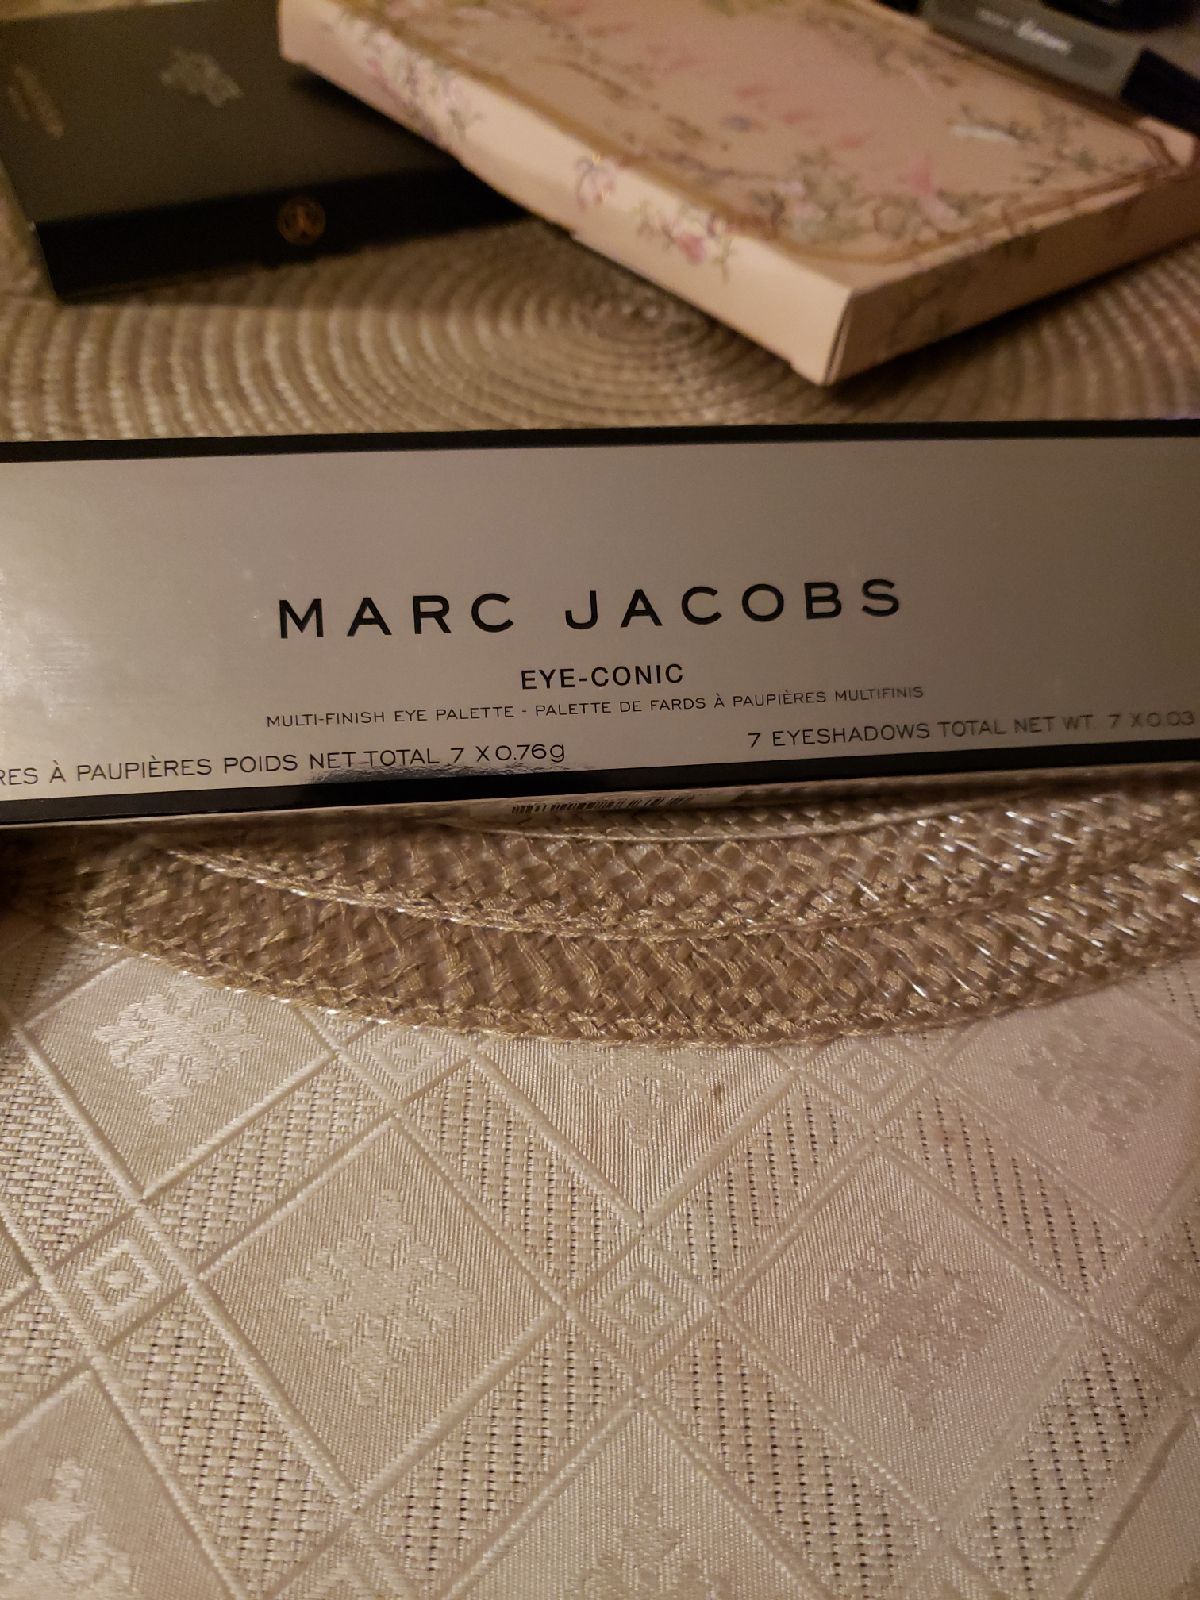 MARC JACOBS
EYE-CONIC
MULTI-FINISH EYE PALETTE - PALETTE DE FARDS À PAUPIÈRES MULTIFINIS
RES À PAUPIÈRES POIDS NET TOTAL 7 X 0.76g
7 EYESHADOWS TOTAL NET WT. 7 X 0.03